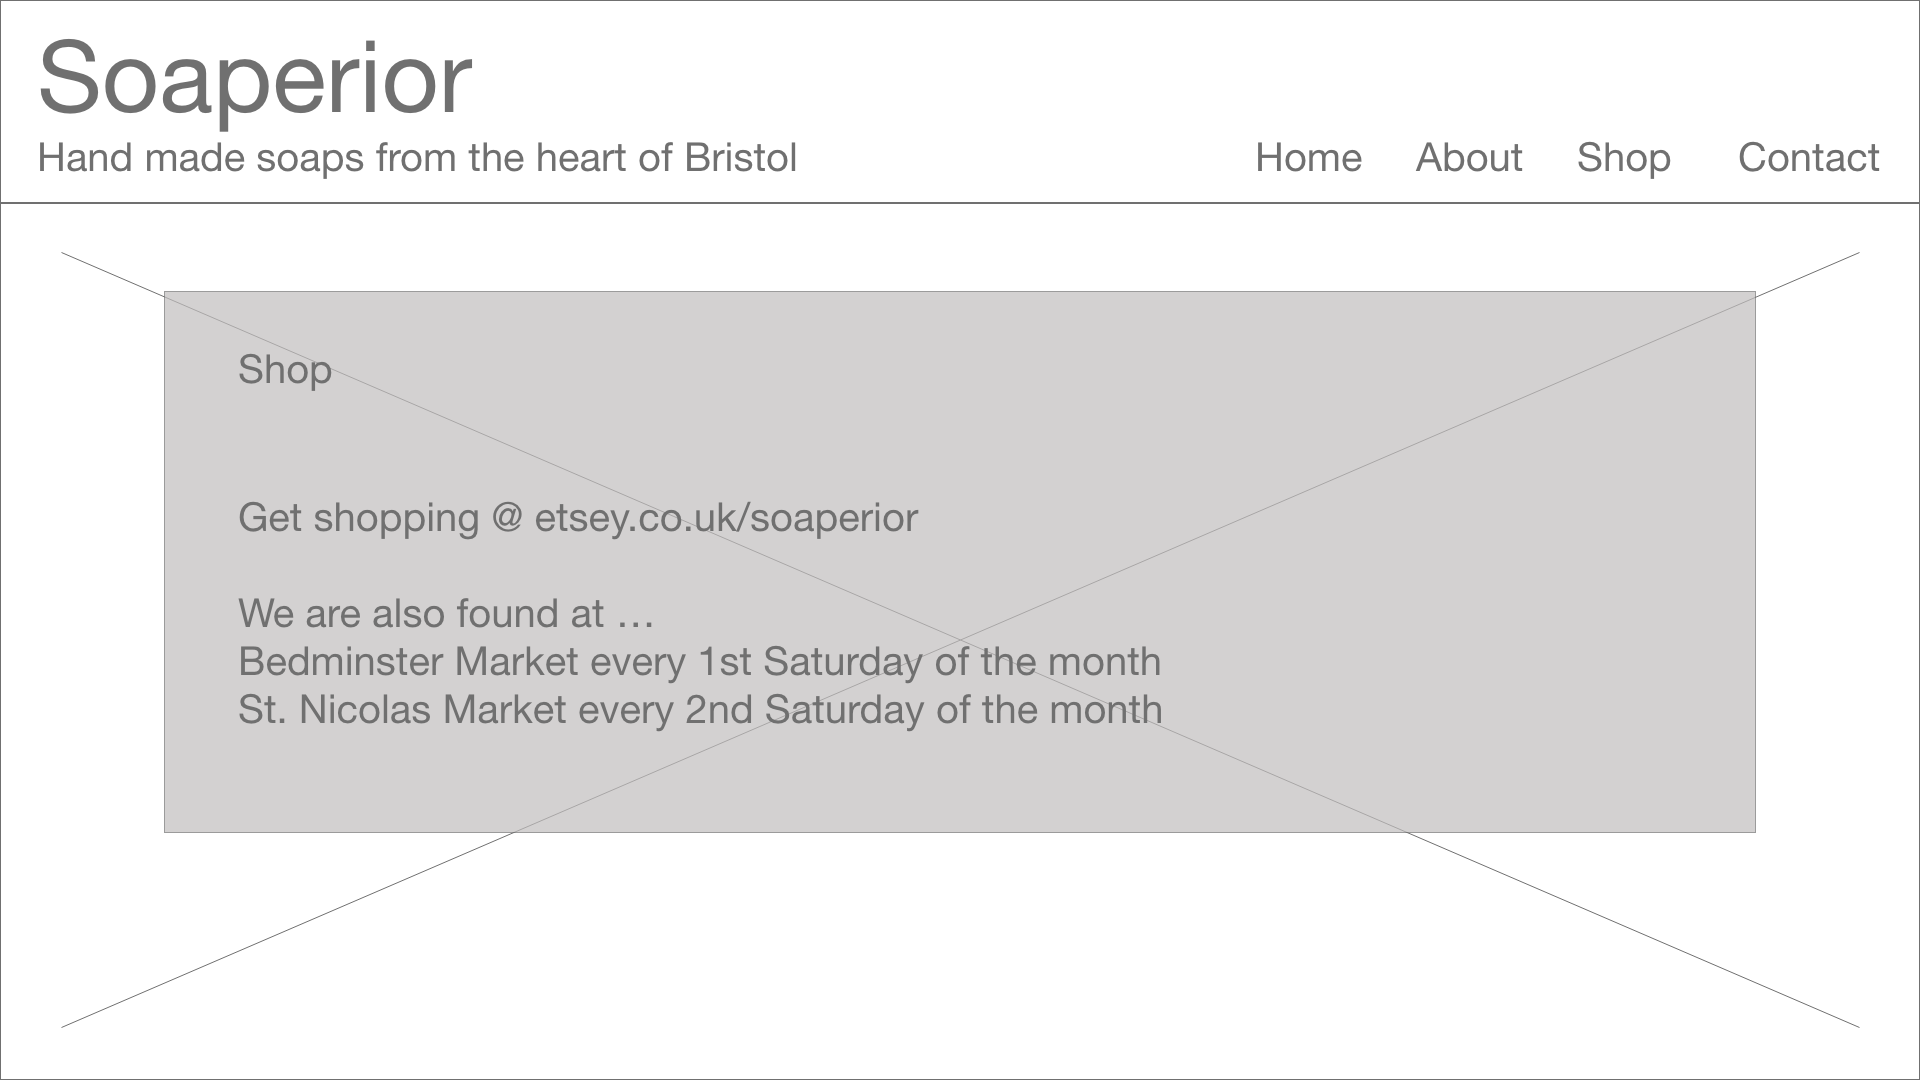 Soaperior
Hand made soaps from the heart of Bristol
Home About Shop Contact
Shop
Get shopping @ etsey.co.uk/soaperior
We are also found at …
Bedminster Market every 1st Saturday of the month
St. Nicolas Market every 2nd Saturday of the month